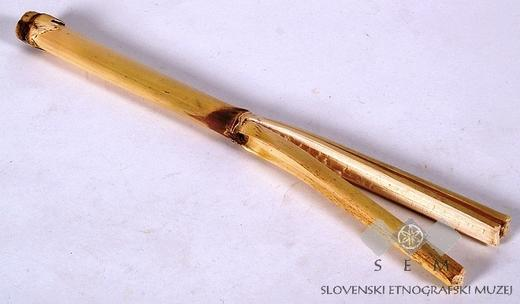 S E M
SLOVENSKI ETNOGRAFSKI MUZEJ